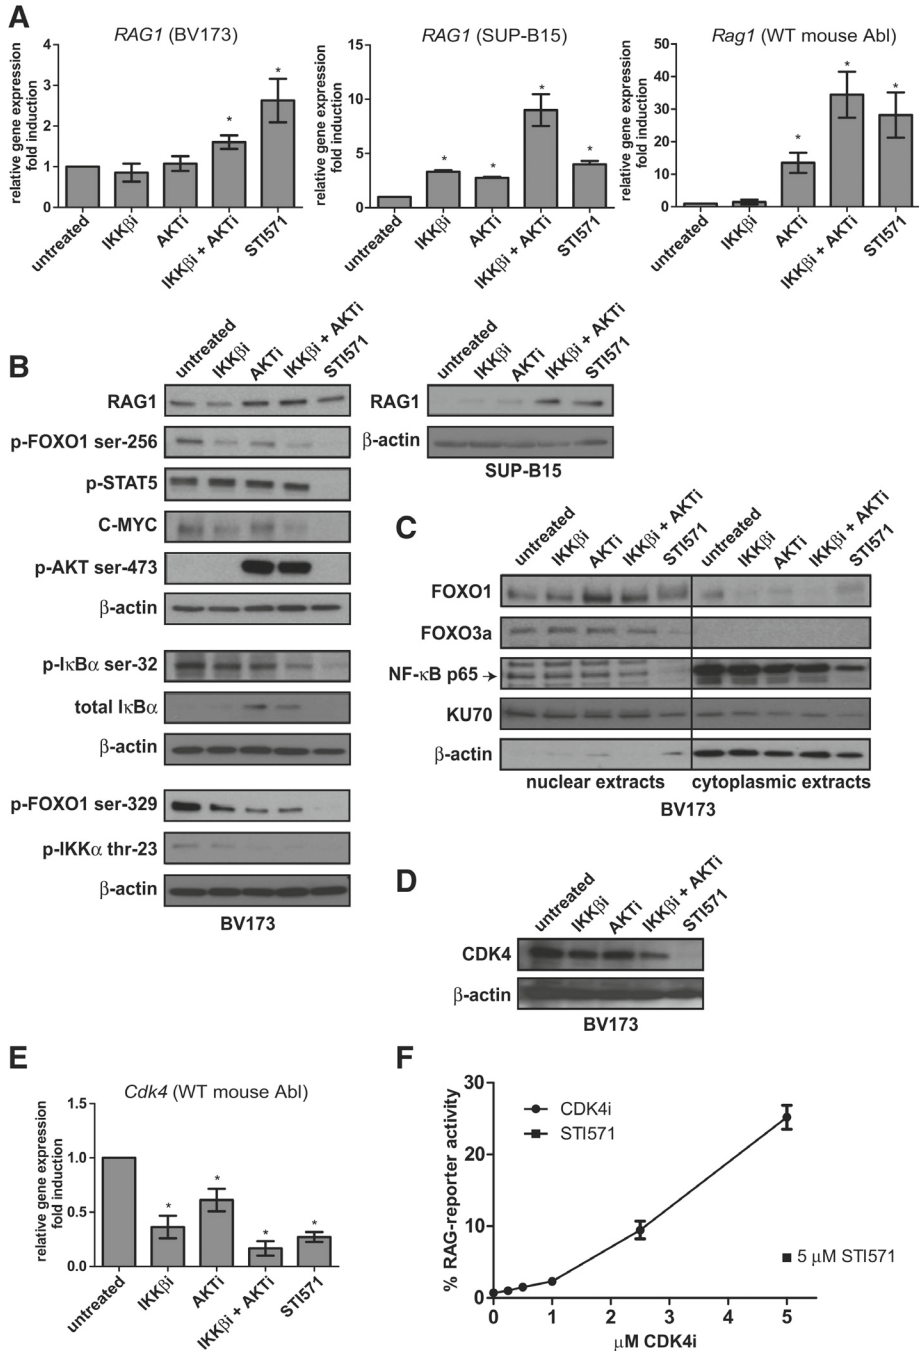 A
RAG1 (BV173)
relative gene expression
fold induction
4
3
2
1
0
untreated
IKKβi
AKTi
IKKβi + AKTi
STI571
*
*
RAG1 (SUP-B15)
relative gene expression
fold induction
15
10
5
0
untreated
IKKβi
AKTi
IKKβi + AKTi
STI571
*
*
*
*
Rag1 (WT mouse Abl)
relative gene expression
fold induction
50
40
30
20
10
0
untreated
IKKβi
AKTi
IKKβi + AKTi
STI571
*
*
*
B
untreated
IKKβi
AKTi
IKKβi + AKTi
STI571
RAG1
p-FOXO1 ser-256
p-STAT5
C-MYC
p-AKT ser-473
β-actin
p-IκBα ser-32
total IκBα
β-actin
p-FOXO1 ser-329
p-IKKα thr-23
β-actin
BV173
untreated
IKKβi
AKTi
IKKβi + AKTi
STI571
RAG1
β-actin
SUP-B15
C
untreated
IKKβi
AKTi
IKKβi + AKTi
STI571
untreated
IKKβi
AKTi
IKKβi + AKTi
STI571
FOXO1
FOXO3a
NF-κB p65
KU70
β-actin
nuclear extracts
cytoplasmic extracts
BV173
D
untreated
IKKβi
AKTi
IKKβi + AKTi
STI571
CDK4
β-actin
BV173
E
Cdk4 (WT mouse Abl)
relative gene expression
fold induction
1.5
1.0
0.5
0.0
untreated
IKKβi
AKTi
IKKβi + AKTi
STI571
*
*
*
*
F
% RAG-reporter activity
30
20
10
0
CDK4i
STI571
5 µM STI571
0
1
2
3
4
5
µM CDK4i